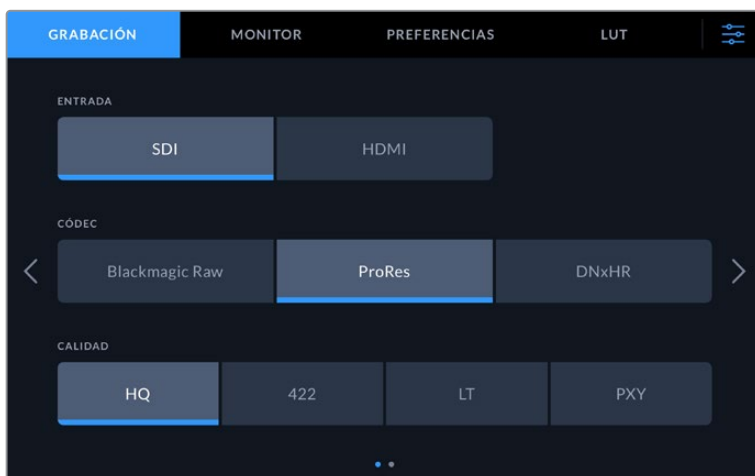 GRABACIÓN MONITOR PREFERENCIAS LUT
ENTRADA
SDI HDMI
CÓDEC
Blackmagic Raw ProRes DNxHR
CALIDAD
HQ 422 LT PXY